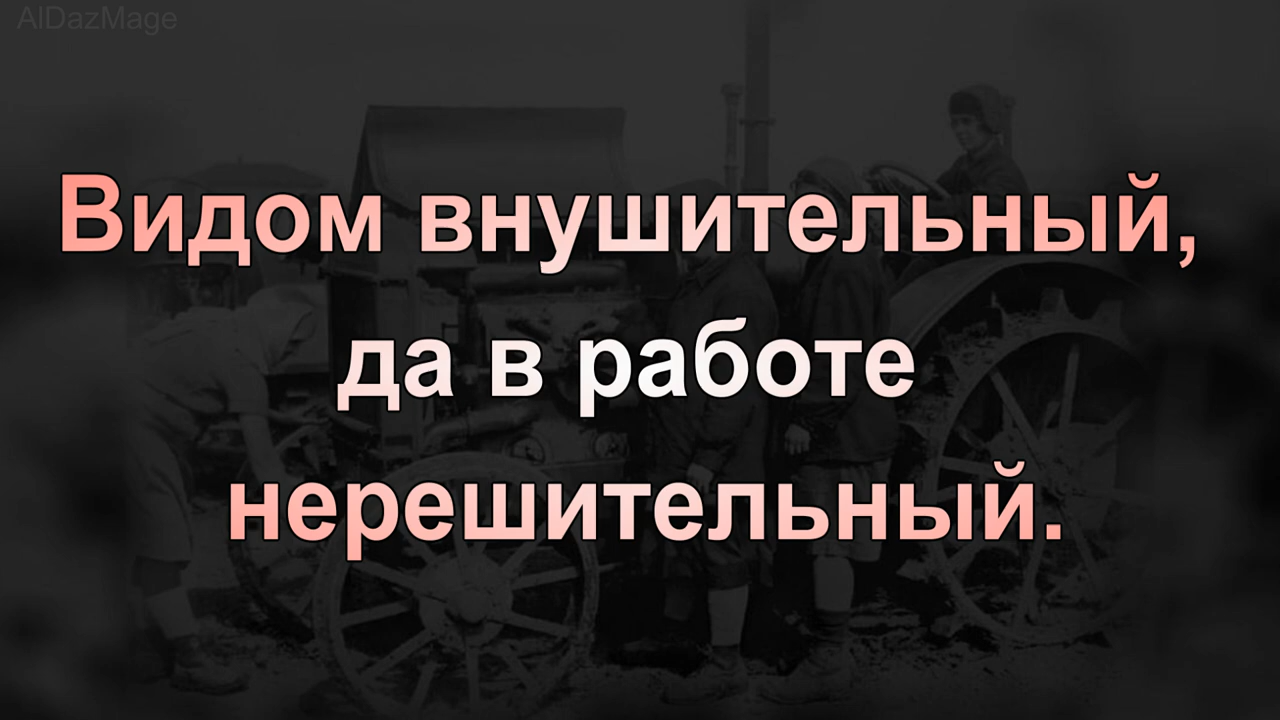 AlDazMage
Видом внушительный,
да в работе
нерешительный.